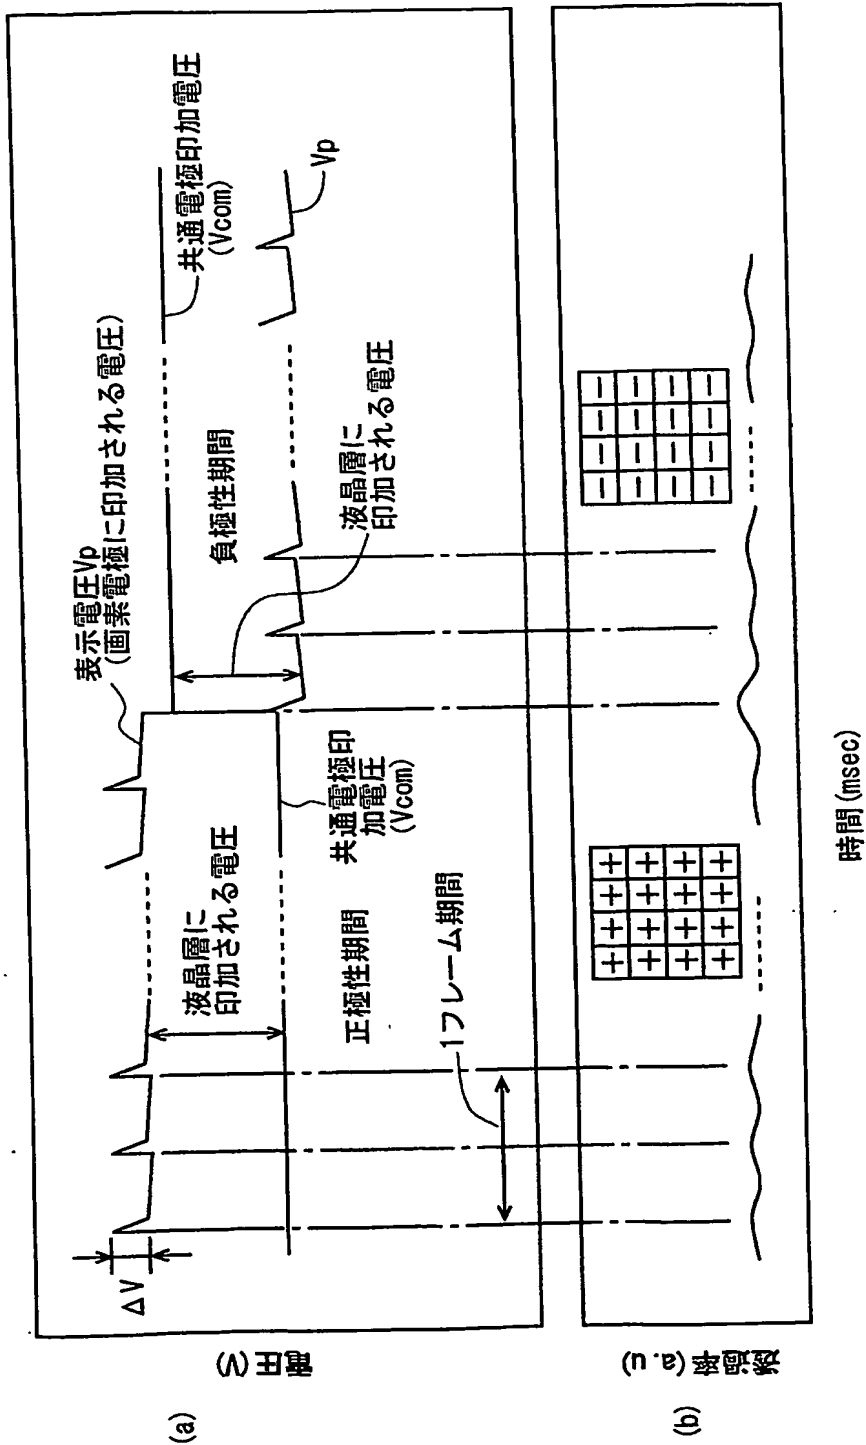 (a)
電圧(V)
ΔV
表示電圧Vp
(画素電極に印加される電圧)
共通電極印加電圧
(Vcom)
Vp
液晶層に
印加される電圧
負極性期間
液晶層に
印加される電圧
共通電極印
加電圧
(Vcom)
正極性期間
1フレーム期間
(b)
透過率(a.u)
+ + + +
+ + + +
+ + + +
+ + + +
− − − −
− − − −
− − − −
− − − −
時間(msec)